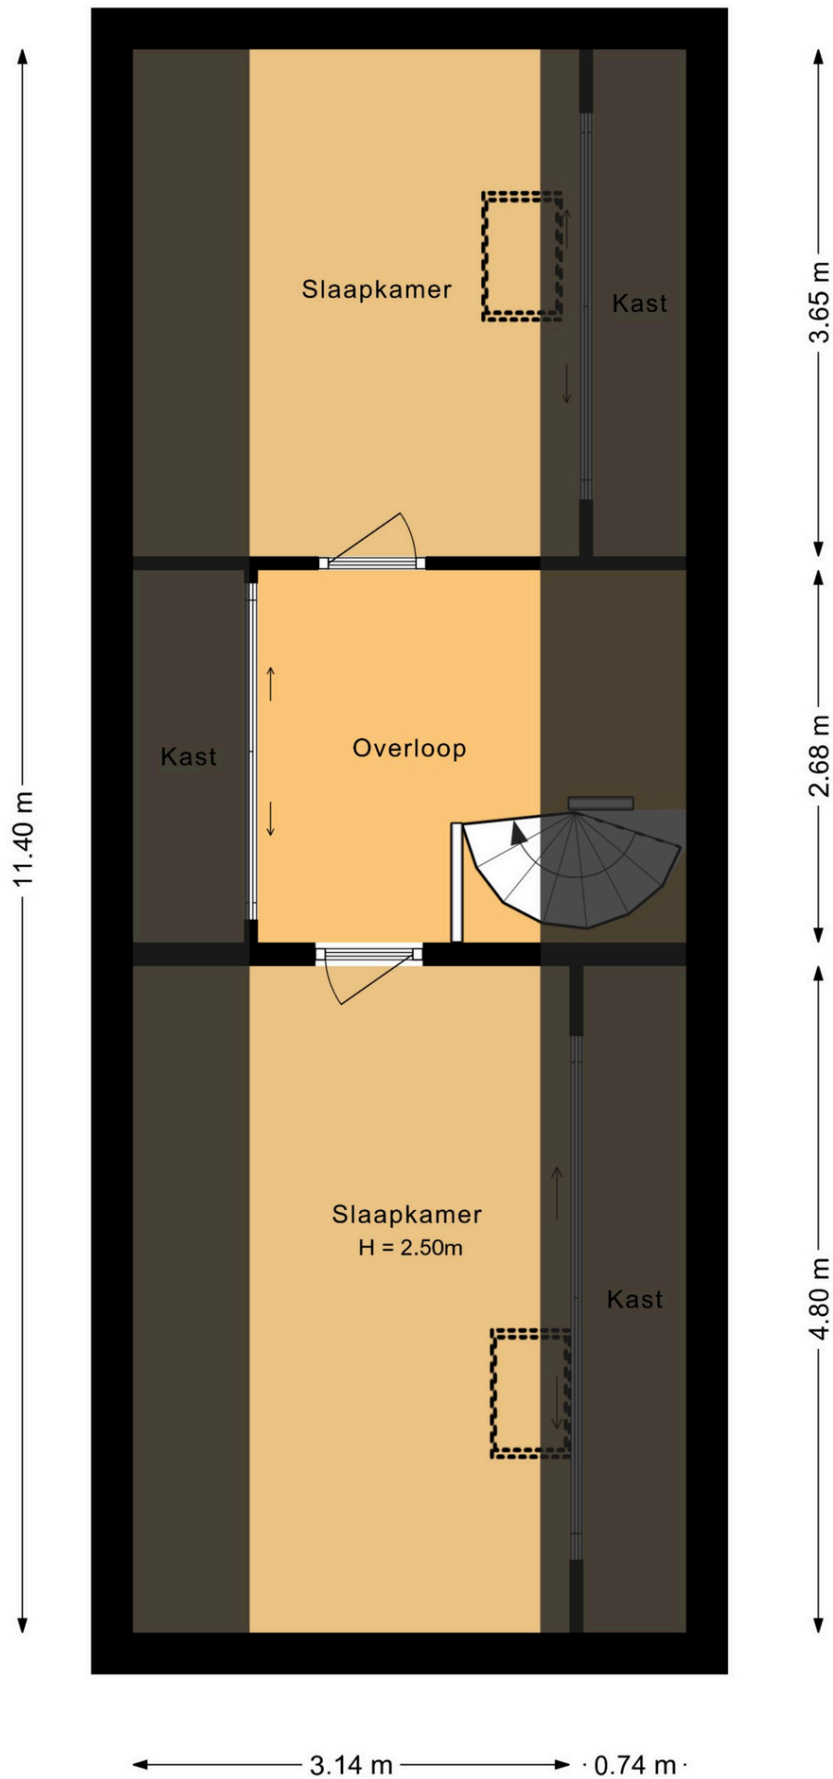 3.65 m
Slaapkamer
Kast
2.68 m
Overloop
Kast
11.40 m
Slaapkamer
H = 2.50m
Kast
4.80 m
3.14 m
0.74 m